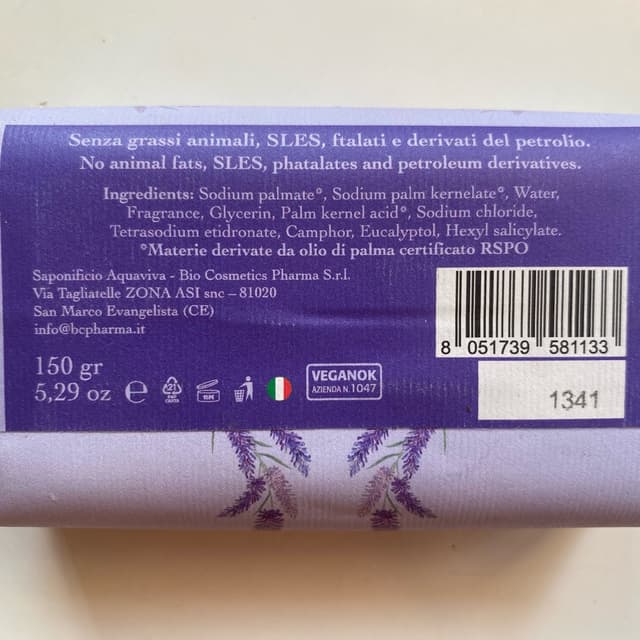 Senza grassi animali, SLES, ftalati e derivati del petrolio.
No animal fats, SLES, phatalates and petroleum derivatives.
Ingredients: Sodium palmate°, Sodium palm kernelate°, Water,
Fragrance, Glycerin, Palm kernel acid°, Sodium chloride,
Tetrasodium etidronate, Camphor, Eucalyptol, Hexyl salicylate.
°Materie derivate da olio di palma certificato RSPO
Saponificio Aquaviva - Bio Cosmetics Pharma S.r.l.
Via Tagliatelle ZONA ASI snc – 81020
San Marco Evangelista (CE)
info@bcpharma.it
8 051739 581133
150 gr
5,29 oz ℮
21
VEGANOK
AZIENDA N.1047
1341